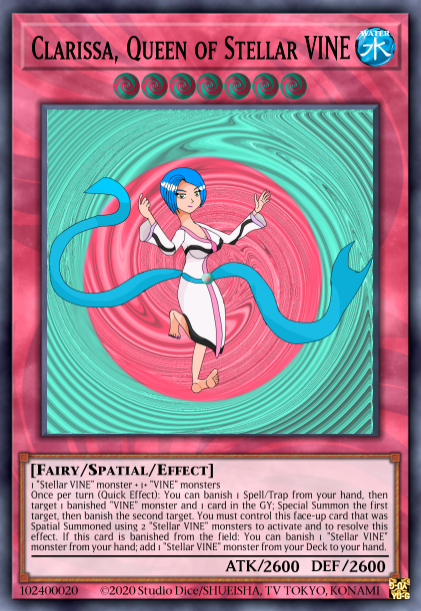 Clarissa, Queen of Stellar VINE
WATER
水
[Fairy/Spatial/Effect]
1 "Stellar VINE" monster + 1+ "VINE" monsters
Once per turn (Quick Effect): You can banish 1 Spell/Trap from your hand, then
target 1 banished "VINE" monster and 1 card in the GY; Special Summon the first
target, then banish the second target. You must control this face-up card that was
Spatial Summoned using 2 "Stellar VINE" monsters to activate and to resolve this
effect. If this card is banished from the field: You can banish 1 "Stellar VINE"
monster from your hand; add 1 "Stellar VINE" monster from your Deck to your hand.
ATK/2600 DEF/2600
102400020 ©2020 Studio Dice/SHUEISHA, TV TOKYO, KONAMI